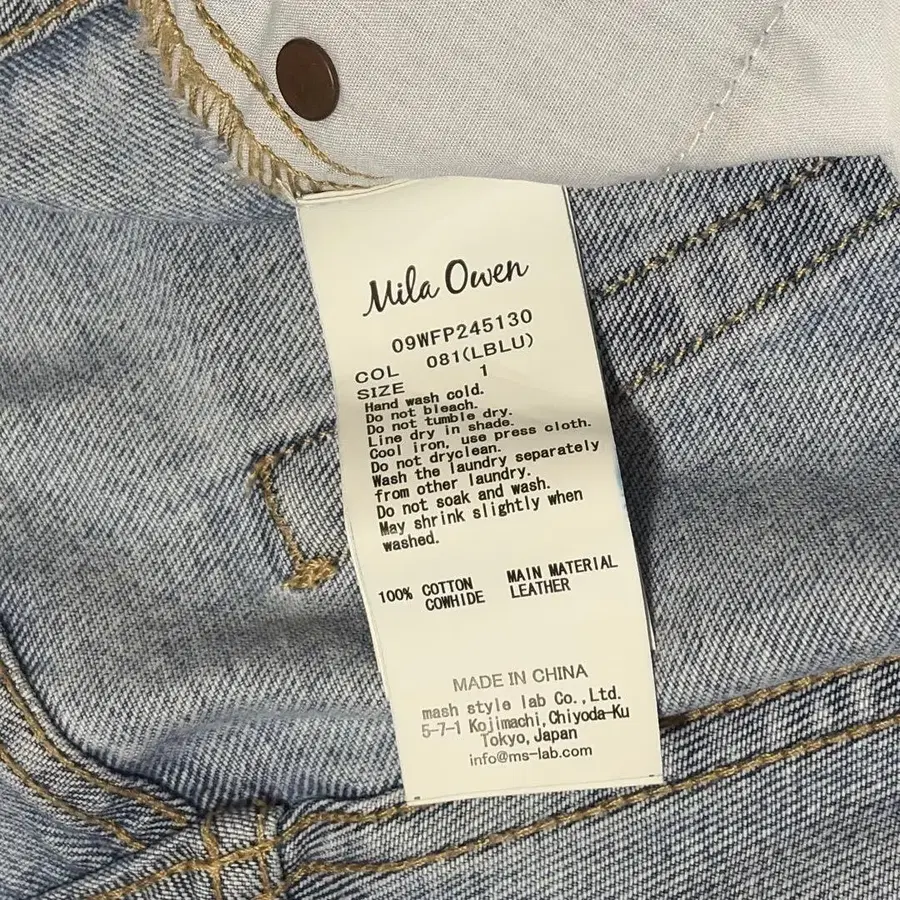 Mila Owen
09WFP245130
COL 081(LBLU)
SIZE 1
Hand wash cold.
Do not bleach.
Do not tumble dry.
Line dry in shade.
Cool iron, use press cloth.
Do not dryclean.
Wash the laundry separately
from other laundry.
Do not soak and wash.
May shrink slightly when
washed.
100% COTTON MAIN MATERIAL
COWHIDE LEATHER
MADE IN CHINA
mash style lab Co.,Ltd.
5-7-1 Kojimachi,Chiyoda-Ku
Tokyo,Japan
info@ms-lab.com